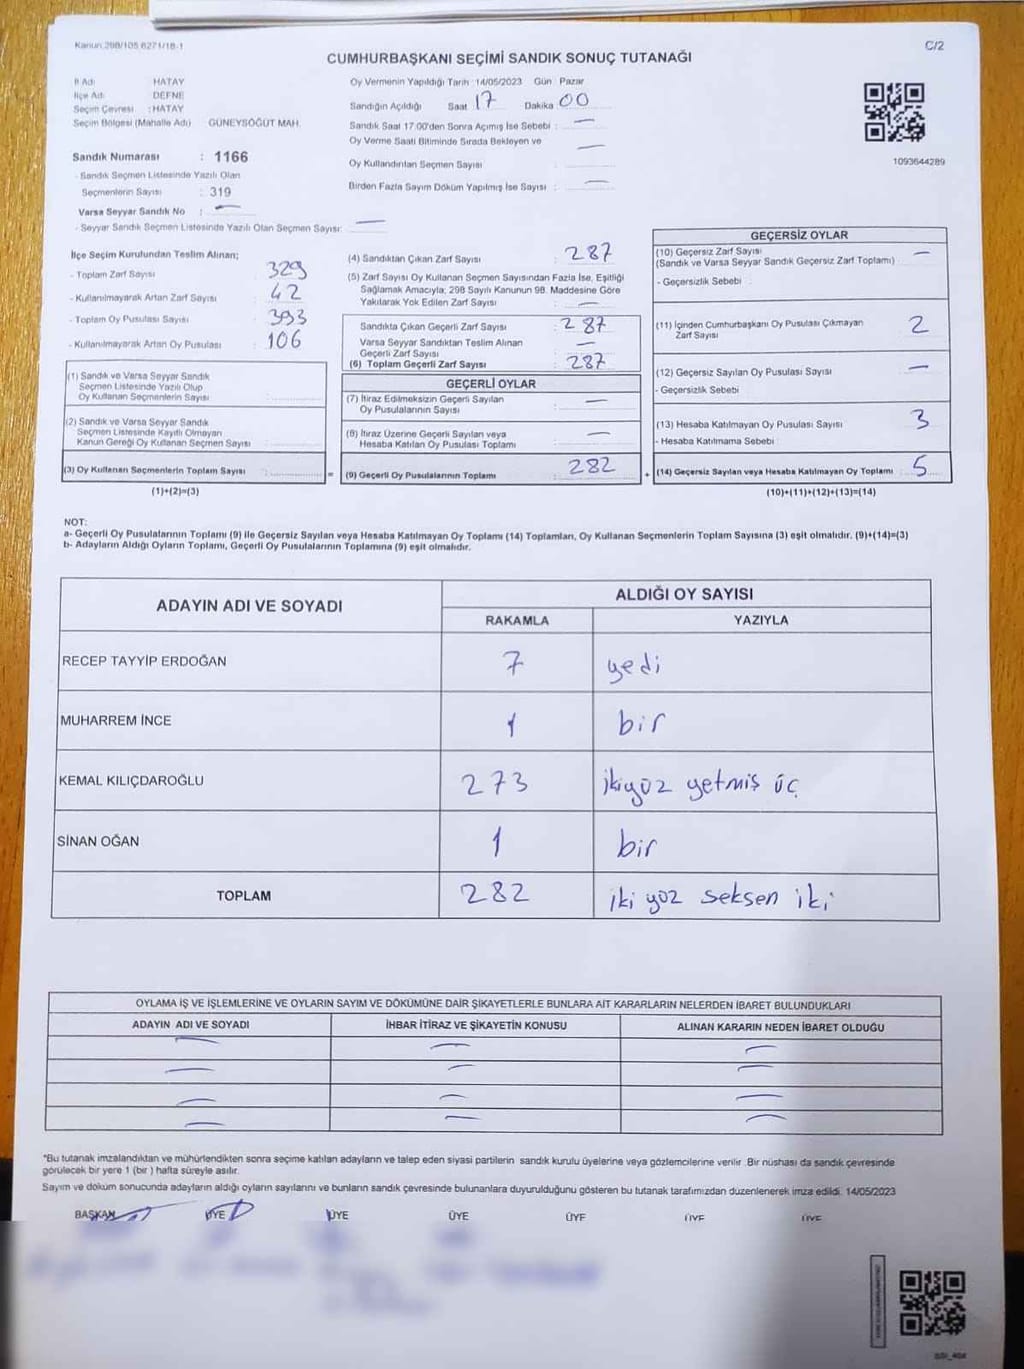 Kanun 298/105 6271/18-1
C/2
CUMHURBAŞKANI SEÇİMİ SANDIK SONUÇ TUTANAĞI
İl Adı HATAY
İlçe Adı DEFNE
Seçim Çevresi : HATAY
Seçim Bölgesi (Mahalle Adı) GÜNEYSÖĞÜT MAH.
Sandık Numarası : 1166
- Sandık Seçmen Listesinde Yazılı Olan
Seçmenlerin Sayısı : 319
Varsa Seyyar Sandık No : —
- Seyyar Sandık Seçmen Listesinde Yazılı Olan Seçmen Sayısı: —
Oy Vermenin Yapıldığı Tarih : 14/05/2023 Gün : Pazar
Sandığın Açıldığı Saat 17 Dakika 00
Sandık Saat 17:00'den Sonra Açımış İse Sebebi : —
Oy Verme Saati Bitiminde Sırada Bekleyen ve —
Oy Kullandırılan Seçmen Sayısı :
Birden Fazla Sayım Döküm Yapılmış İse Sayısı : —
1093644289
İlçe Seçim Kurulundan Teslim Alınan;
- Toplam Zarf Sayısı : 329
- Kullanılmayarak Artan Zarf Sayısı : 42
- Toplam Oy Pusulası Sayısı : 393
- Kullanılmayarak Artan Oy Pusulası : 106
(1) Sandık ve Varsa Seyyar Sandık
Seçmen Listesinde Yazılı Olup
Oy Kullanan Seçmenlerin Sayısı :
(2) Sandık ve Varsa Seyyar Sandık
Seçmen Listesinde Kayıtlı Olmayan
Kanun Gereği Oy Kullanan Seçmen Sayısı :
(3) Oy Kullanan Seçmenlerin Toplam Sayısı : =
(1)+(2)=(3)
(4) Sandıktan Çıkan Zarf Sayısı : 287
(5) Zarf Sayısı Oy Kullanan Seçmen Sayısından Fazla İse, Eşitliği
Sağlamak Amacıyla; 298 Sayılı Kanunun 98. Maddesine Göre
Yakılarak Yok Edilen Zarf Sayısı : —
Sandıkta Çıkan Geçerli Zarf Sayısı : 287
Varsa Seyyar Sandıktan Teslim Alınan
Geçerli Zarf Sayısı : —
(6) Toplam Geçerli Zarf Sayısı : 287
GEÇERLİ OYLAR
(7) İtiraz Edilmeksizin Geçerli Sayılan
Oy Pusulalarının Sayısı : —
(8) İtiraz Üzerine Geçerli Sayılan veya
Hesaba Katılan Oy Pusulası Toplamı : —
(9) Geçerli Oy Pusulalarının Toplamı : 282 +
GEÇERSİZ OYLAR
(10) Geçersiz Zarf Sayısı : —
(Sandık ve Varsa Seyyar Sandık Geçersiz Zarf Toplamı)
- Geçersizlik Sebebi :
(11) İçinden Cumhurbaşkanı Oy Pusulası Çıkmayan : 2
Zarf Sayısı
(12) Geçersiz Sayılan Oy Pusulası Sayısı : —
- Geçersizlik Sebebi
(13) Hesaba Katılmayan Oy Pusulası Sayısı : 3
- Hesaba Katılmama Sebebi :
(14) Geçersiz Sayılan veya Hesaba Katılmayan Oy Toplamı : 5
(10)+(11)+(12)+(13)=(14)
NOT:
a- Geçerli Oy Pusulalarının Toplamı (9) ile Geçersiz Sayılan veya Hesaba Katılmayan Oy Toplamı (14) Toplamları, Oy Kullanan Seçmenlerin Toplam Sayısına (3) eşit olmalıdır. (9)+(14)=(3)
b- Adayların Aldığı Oyların Toplamı, Geçerli Oy Pusulalarının Toplamına (9) eşit olmalıdır.
ADAYIN ADI VE SOYADI ALDIĞI OY SAYISI
RAKAMLA YAZIYLA
RECEP TAYYİP ERDOĞAN 7 yedi
MUHARREM İNCE 1 bir
KEMAL KILIÇDAROĞLU 273 ikiyüz yetmiş üç
SİNAN OĞAN 1 bir
TOPLAM 282 iki yüz seksen iki
OYLAMA İŞ VE İŞLEMLERİNE VE OYLARIN SAYIM VE DÖKÜMÜNE DAİR ŞİKAYETLERLE BUNLARA AİT KARARLARIN NELERDEN İBARET BULUNDUKLARI
ADAYIN ADI VE SOYADI İHBAR İTİRAZ VE ŞİKAYETİN KONUSU ALINAN KARARIN NEDEN İBARET OLDUĞU
— — —
— — —
— — —
— — —
*Bu tutanak imzalandıktan ve mühürlendikten sonra seçime katılan adayların ve talep eden siyasi partilerin sandık kurulu üyelerine veya gözlemcilerine verilir. Bir nüshası da sandık çevresinde
görülecek bir yere 1 (bir ) hafta süreyle asılır.
Sayım ve döküm sonucunda adayların aldığı oyların sayılarını ve bunların sandık çevresinde bulunanlara duyurulduğunu gösteren bu tutanak tarafımızdan düzenlenerek imza edildi. 14/05/2023
BAŞKAN ÜYE ÜYE ÜYE ÜYE ÜYE ÜYE